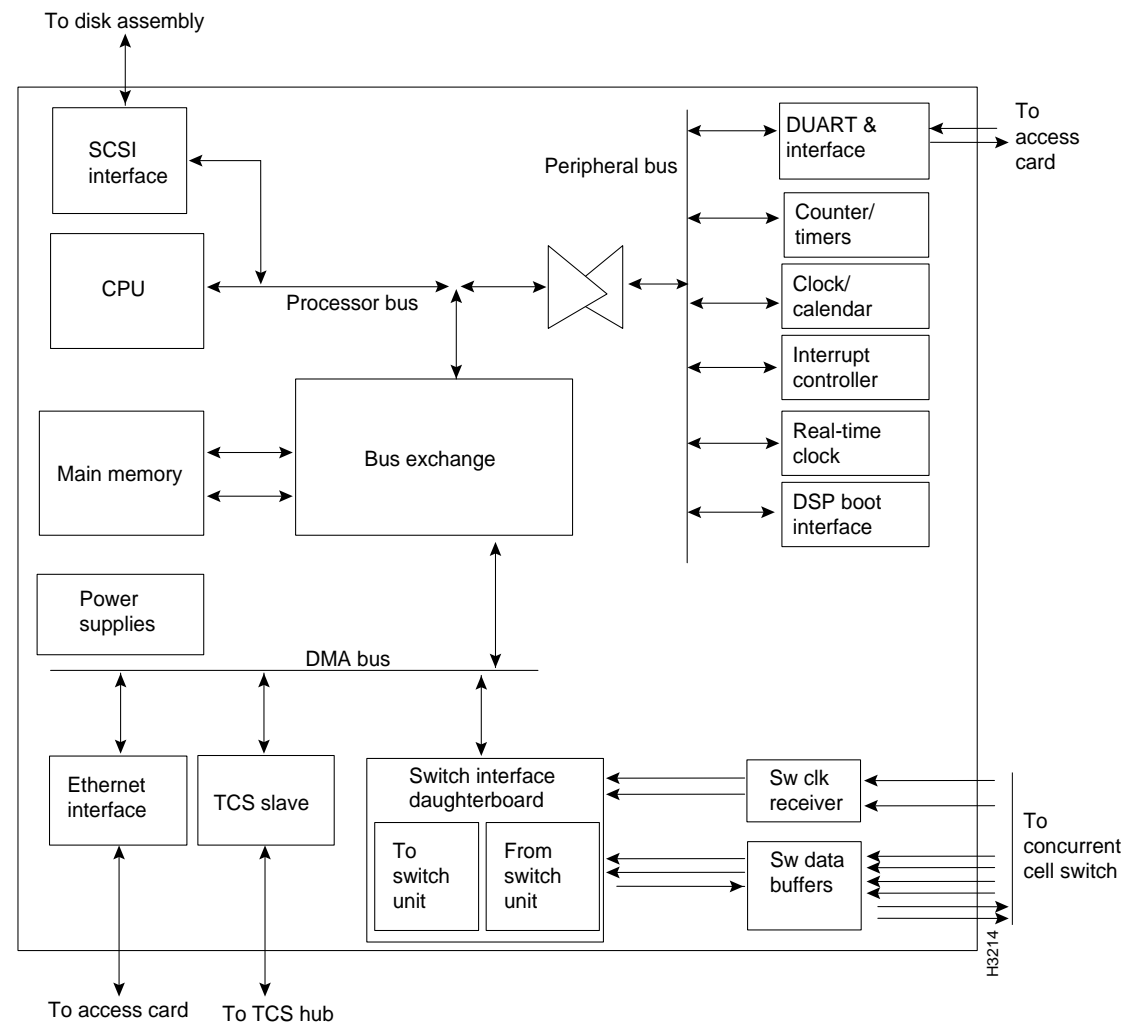 To disk assembly
SCSI
interface
DUART &
interface
To
access
card
Peripheral bus
Counter/
timers
CPU
Processor bus
Clock/
calendar
Interrupt
controller
Main memory
Bus exchange
Real-time
clock
DSP boot
interface
Power
supplies
DMA bus
Ethernet
interface
TCS slave
Switch interface
daughterboard
To
switch
unit
From
switch
unit
Sw clk
receiver
Sw data
buffers
To
concurrent
cell switch
H3214
To access card
To TCS hub